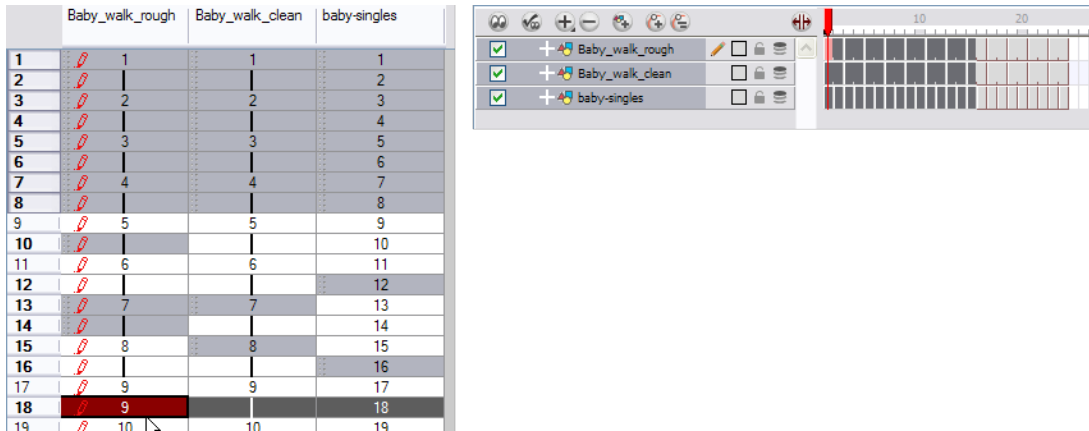 Baby_walk_rough Baby_walk_clean baby-singles
1 1 1 1
2 2
3 2 2 3
4 4
5 3 3 5
6 6
7 4 4 7
8 8
9 5 5 9
10 10
11 6 6 11
12 12
13 7 7 13
14 14
15 8 8 15
16 16
17 9 9 17
18 9 18
19 10 10 19
10 20
Baby_walk_rough
Baby_walk_clean
baby-singles